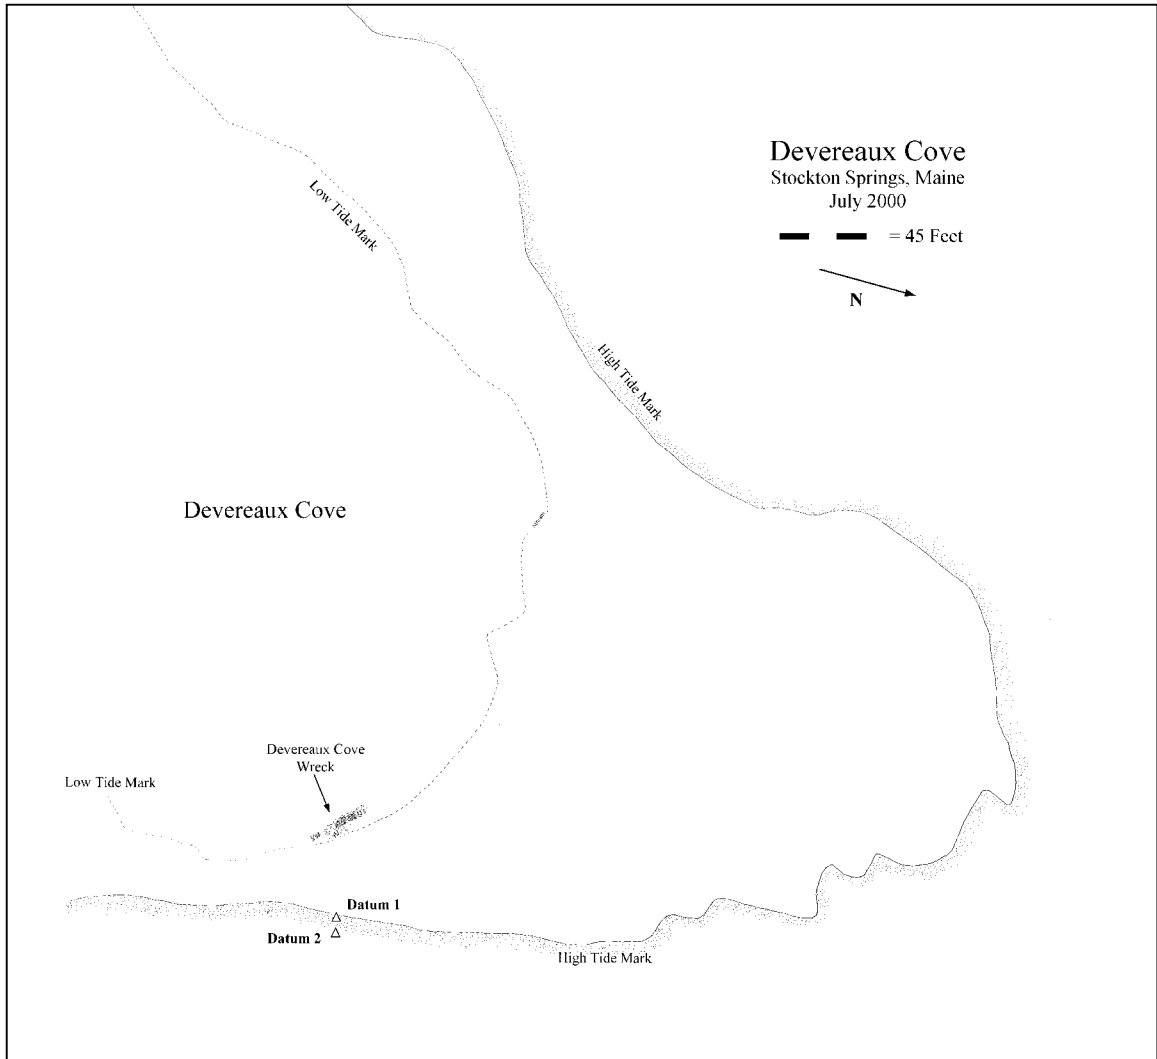 Devereaux Cove
Stockton Springs, Maine
July 2000
= 45 Feet
N
Low Tide Mark
High Tide Mark
Devereaux Cove
Devereaux Cove
Wreck
Low Tide Mark
Datum 1
Datum 2
High Tide Mark